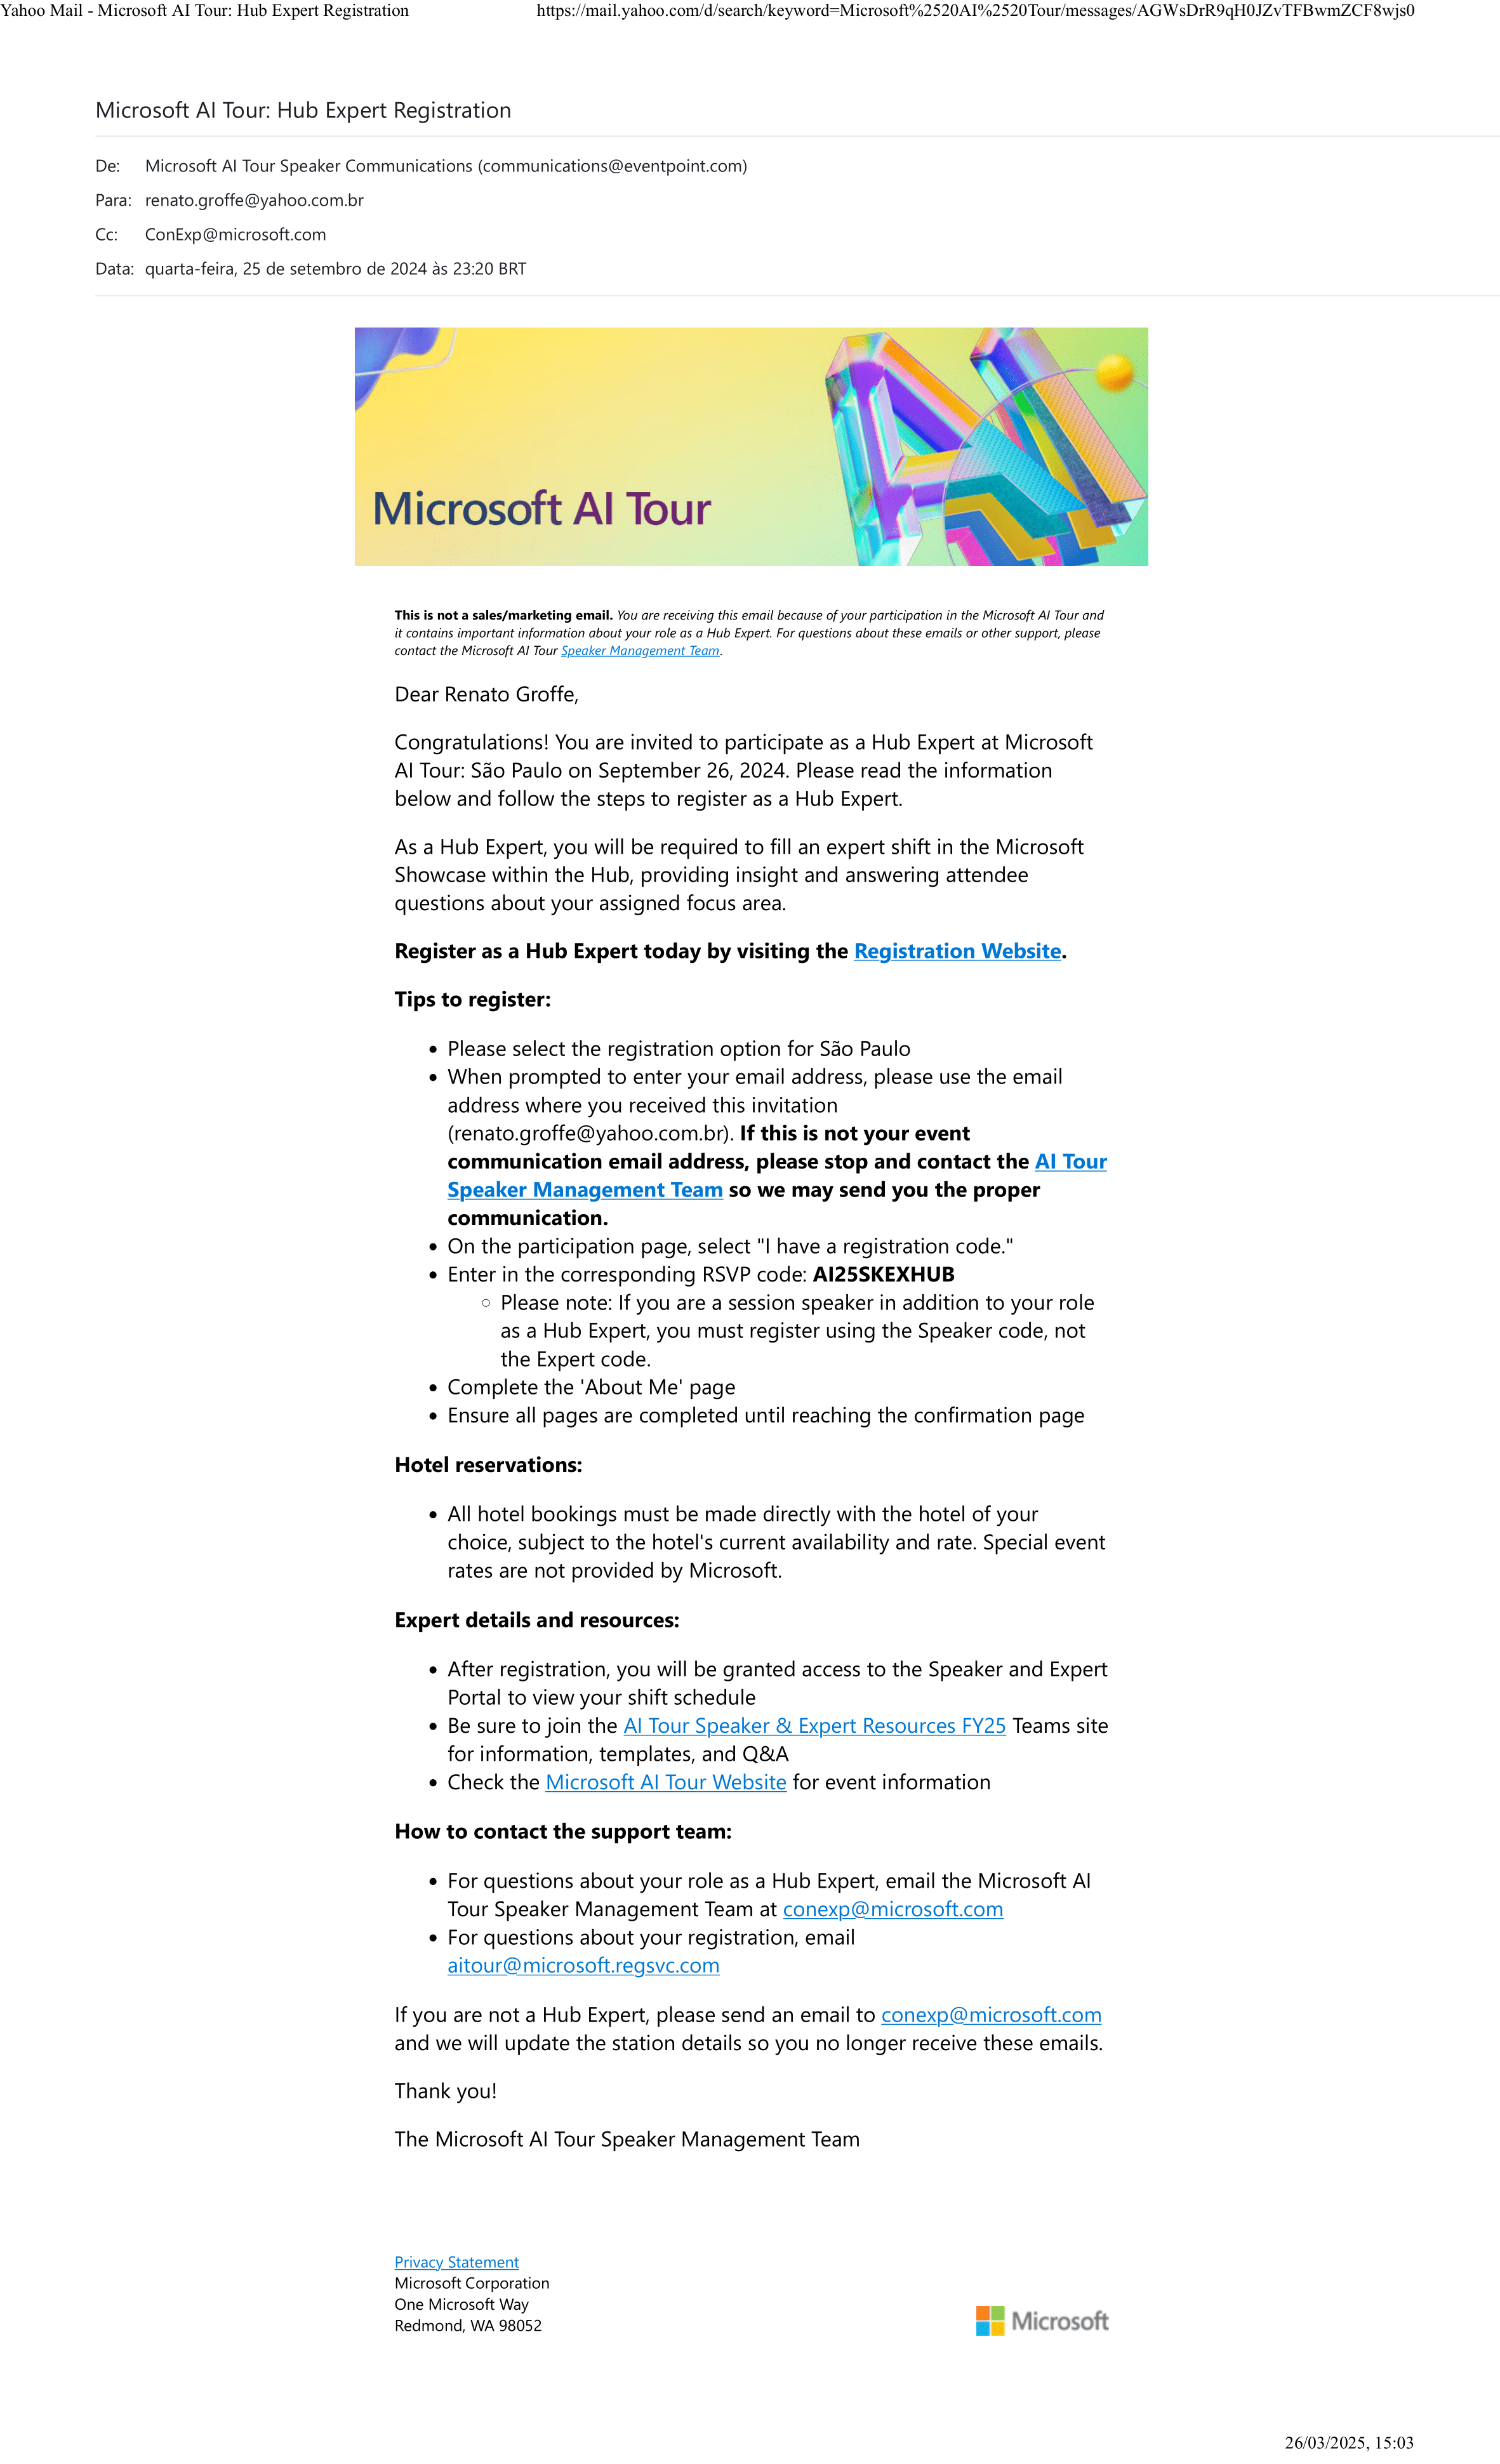 Yahoo Mail - Microsoft AI Tour: Hub Expert Registration
https://mail.yahoo.com/d/search/keyword=Microsoft%2520AI%2520Tour/messages/AGWsDrR9qH0JZvTFBwmZCF8wjs0
Microsoft AI Tour: Hub Expert Registration
De: Microsoft AI Tour Speaker Communications (communications@eventpoint.com)
Para: renato.groffe@yahoo.com.br
Cc: ConExp@microsoft.com
Data: quarta-feira, 25 de setembro de 2024 às 23:20 BRT
Microsoft AI Tour
This is not a sales/marketing email. You are receiving this email because of your participation in the Microsoft AI Tour and
it contains important information about your role as a Hub Expert. For questions about these emails or other support, please
contact the Microsoft AI Tour Speaker Management Team.
Dear Renato Groffe,
Congratulations! You are invited to participate as a Hub Expert at Microsoft
AI Tour: São Paulo on September 26, 2024. Please read the information
below and follow the steps to register as a Hub Expert.
As a Hub Expert, you will be required to fill an expert shift in the Microsoft
Showcase within the Hub, providing insight and answering attendee
questions about your assigned focus area.
Register as a Hub Expert today by visiting the Registration Website.
Tips to register:
• Please select the registration option for São Paulo
• When prompted to enter your email address, please use the email
address where you received this invitation
(renato.groffe@yahoo.com.br). If this is not your event
communication email address, please stop and contact the AI Tour
Speaker Management Team so we may send you the proper
communication.
• On the participation page, select "I have a registration code."
• Enter in the corresponding RSVP code: AI25SKEXHUB
○ Please note: If you are a session speaker in addition to your role
as a Hub Expert, you must register using the Speaker code, not
the Expert code.
• Complete the 'About Me' page
• Ensure all pages are completed until reaching the confirmation page
Hotel reservations:
• All hotel bookings must be made directly with the hotel of your
choice, subject to the hotel's current availability and rate. Special event
rates are not provided by Microsoft.
Expert details and resources:
• After registration, you will be granted access to the Speaker and Expert
Portal to view your shift schedule
• Be sure to join the AI Tour Speaker & Expert Resources FY25 Teams site
for information, templates, and Q&A
• Check the Microsoft AI Tour Website for event information
How to contact the support team:
• For questions about your role as a Hub Expert, email the Microsoft AI
Tour Speaker Management Team at conexp@microsoft.com
• For questions about your registration, email
aitour@microsoft.regsvc.com
If you are not a Hub Expert, please send an email to conexp@microsoft.com
and we will update the station details so you no longer receive these emails.
Thank you!
The Microsoft AI Tour Speaker Management Team
Privacy Statement
Microsoft Corporation
One Microsoft Way
Redmond, WA 98052
Microsoft
26/03/2025, 15:03